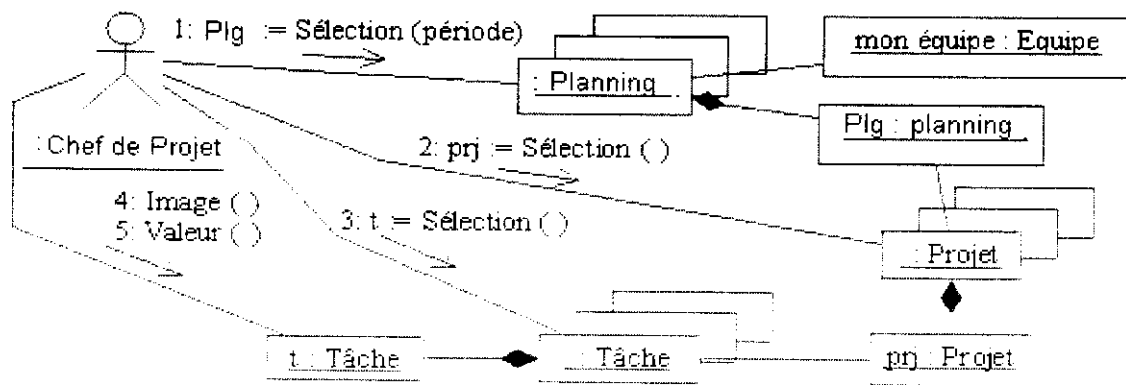 1: Plg := Sélection (période)
mon équipe : Equipe
: Planning
Plg : planning
: Chef de Projet
2: prj := Sélection ( )
4: Image ( )
5: Valeur ( )
3: t := Sélection ( )
: Projet
t : Tâche
: Tâche
prj : Projet